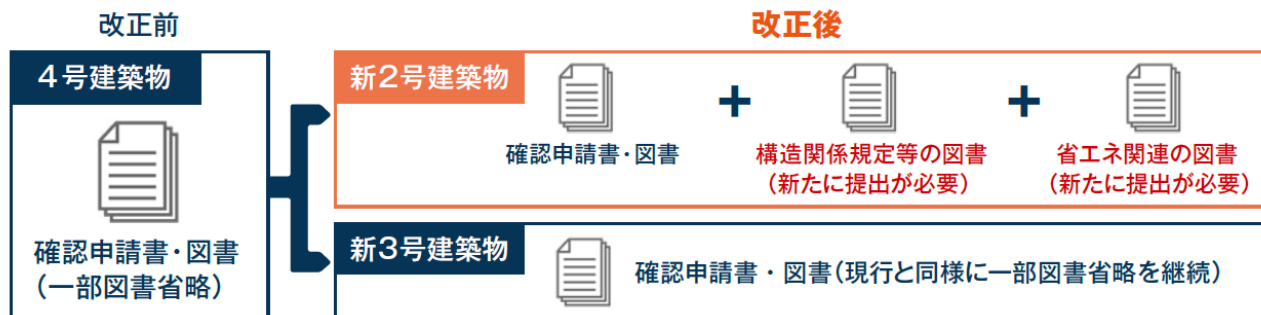 改正前
4号建築物
確認申請書・図書
(一部図書省略)
改正後
新2号建築物
確認申請書・図書
+
構造関係規定等の図書
(新たに提出が必要)
+
省エネ関連の図書
(新たに提出が必要)
新3号建築物
確認申請書・図書(現行と同様に一部図書省略を継続)